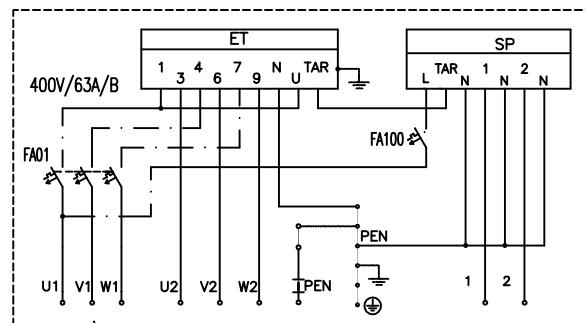 ET
SP
1 4 7 N TAR
3 6 9 U
TAR 1 2
L N N N
400V/63A/B
FA01
FA100
PEN
U1 V1 W1 U2 V2 W2 PEN
1 2